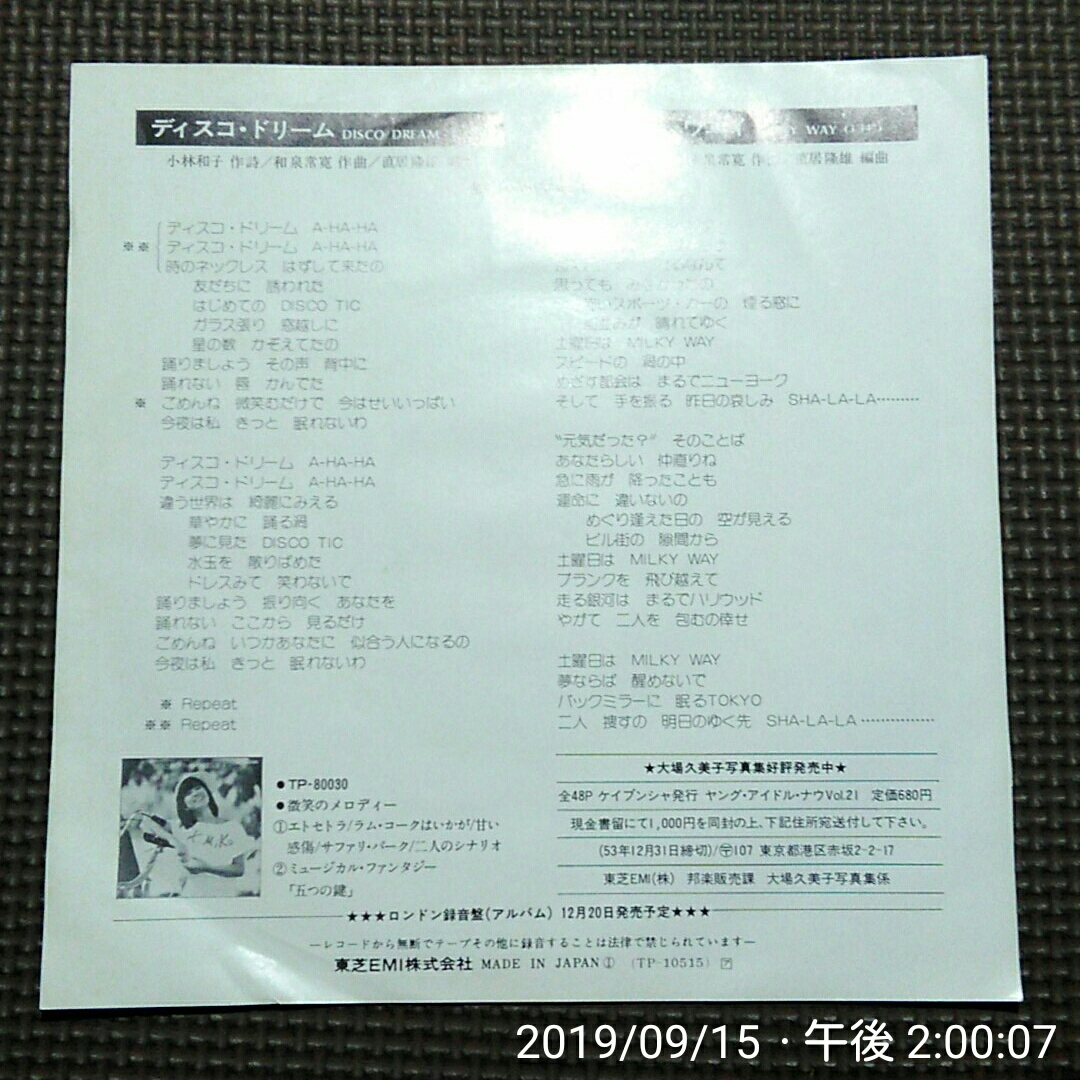 ディスコ・ドリーム DISCO DREAM
小林和子 作詩／和泉常寛 作曲／直居隆雄
ディスコ・ドリーム A-HA-HA
※※ ディスコ・ドリーム A-HA-HA
時のネックレス はずして来たの
友だちに 誘われた
はじめての DISCO TIC
ガラス張り 窓越しに
星の数 かぞえてたの
踊りましょう その声 背中に
踊れない 唇 かんでた
※ ごめんね 微笑むだけで 今はせいいっぱい
今夜は私 きっと 眠れないわ
ディスコ・ドリーム A-HA-HA
ディスコ・ドリーム A-HA-HA
違う世界は 綺麗にみえる
華やかに 踊る渦
夢に見た DISCO TIC
水玉を 散りばめた
ドレスみて 笑わないで
踊りましょう 振り向く あなたを
踊れない ここから 見るだけ
ごめんね いつかあなたに 似合う人になるの
今夜は私 きっと 眠れないわ
※ Repeat
※※ Repeat
WAY
直居隆雄 編曲
思っても
スポーツ・カーの 煙る窓に
晴れてゆく
土曜日は MILKY WAY
スピードの 渦の中
めざす都会は まるでニューヨーク
そして 手を振る 昨日の哀しみ SHA-LA-LA………
“元気だった？” そのことば
あなたらしい 仲直りね
急に雨が 降ったことも
運命に 違いないの
めぐり逢えた日の 空が見える
ビル街の 隙間から
土曜日は MILKY WAY
ブランクを 飛び越えて
走る銀河は まるでハリウッド
やがて 二人を 包むの倖せ
土曜日は MILKY WAY
夢ならば 醒めないで
バックミラーに 眠るTOKYO
二人 捜すの 明日のゆく先 SHA-LA-LA……………
●TP-80030
●微笑のメロディー
①エトセトラ/ラム・コークはいかが/甘い
感傷/サファリ・パーク/二人のシナリオ
②ミュージカル・ファンタジー
「五つの鍵」
★大場久美子写真集好評発売中★
全48P ケイブンシャ発行 ヤング・アイドル・ナウVol.21 定価680円
現金書留にて1,000円を同封の上、下記住所宛送付して下さい。
(53年12月31日締切)/〒107 東京都港区赤坂2-2-17
東芝EMI(株) 邦楽販売課 大場久美子写真集係
★★★ロンドン録音盤(アルバム) 12月20日発売予定★★★
―レコードから無断でテープその他に録音することは法律で禁じられています―
東芝EMI株式会社 MADE IN JAPAN① (TP-10515)
2019/09/15・午後 2:00:07